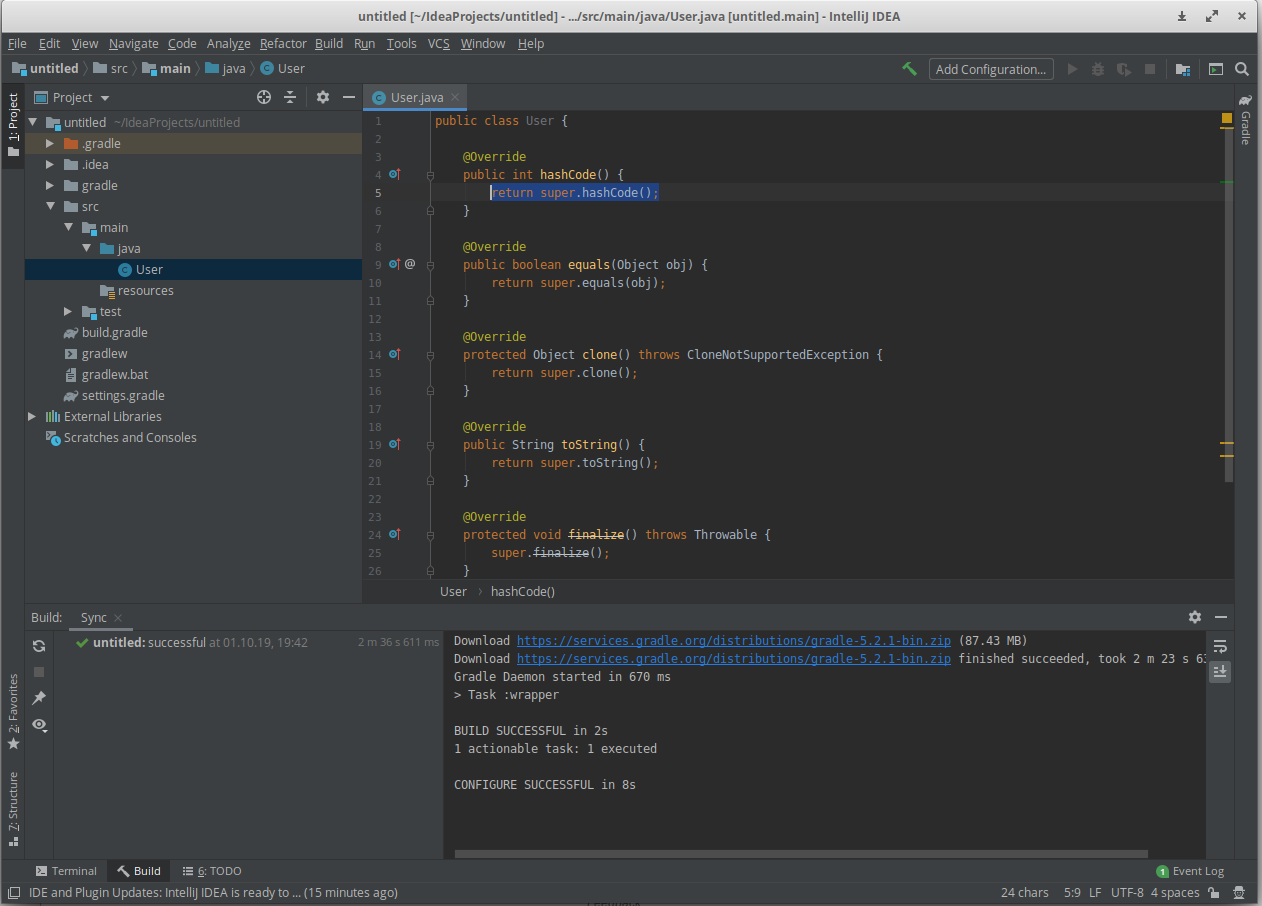 untitled [~/IdeaProjects/untitled] - .../src/main/java/User.java [untitled.main] - IntelliJ IDEA
File Edit View Navigate Code Analyze Refactor Build Run Tools VCS Window Help
untitled src main java User Add Configuration...
1: Project
Project
User.java
Gradle
untitled ~/IdeaProjects/untitled
.gradle
.idea
gradle
src
main
java
User
resources
test
build.gradle
gradlew
gradlew.bat
settings.gradle
External Libraries
Scratches and Consoles
1 public class User {
2
3 @Override
4 public int hashCode() {
5 return super.hashCode();
6 }
7
8 @Override
9 @ public boolean equals(Object obj) {
10 return super.equals(obj);
11 }
12
13 @Override
14 protected Object clone() throws CloneNotSupportedException {
15 return super.clone();
16 }
17
18 @Override
19 public String toString() {
20 return super.toString();
21 }
22
23 @Override
24 protected void finalize() throws Throwable {
25 super.finalize();
26 }
User › hashCode()
Build: Sync
untitled: successful at 01.10.19, 19:42 2 m 36 s 611 ms
Download https://services.gradle.org/distributions/gradle-5.2.1-bin.zip (87.43 MB)
Download https://services.gradle.org/distributions/gradle-5.2.1-bin.zip finished succeeded, took 2 m 23 s
Gradle Daemon started in 670 ms
> Task :wrapper
BUILD SUCCESSFUL in 2s
1 actionable task: 1 executed
CONFIGURE SUCCESSFUL in 8s
2: Favorites
7: Structure
Terminal Build 6: TODO 1 Event Log
IDE and Plugin Updates: IntelliJ IDEA is ready to ... (15 minutes ago) 24 chars 5:9 LF UTF-8 4 spaces